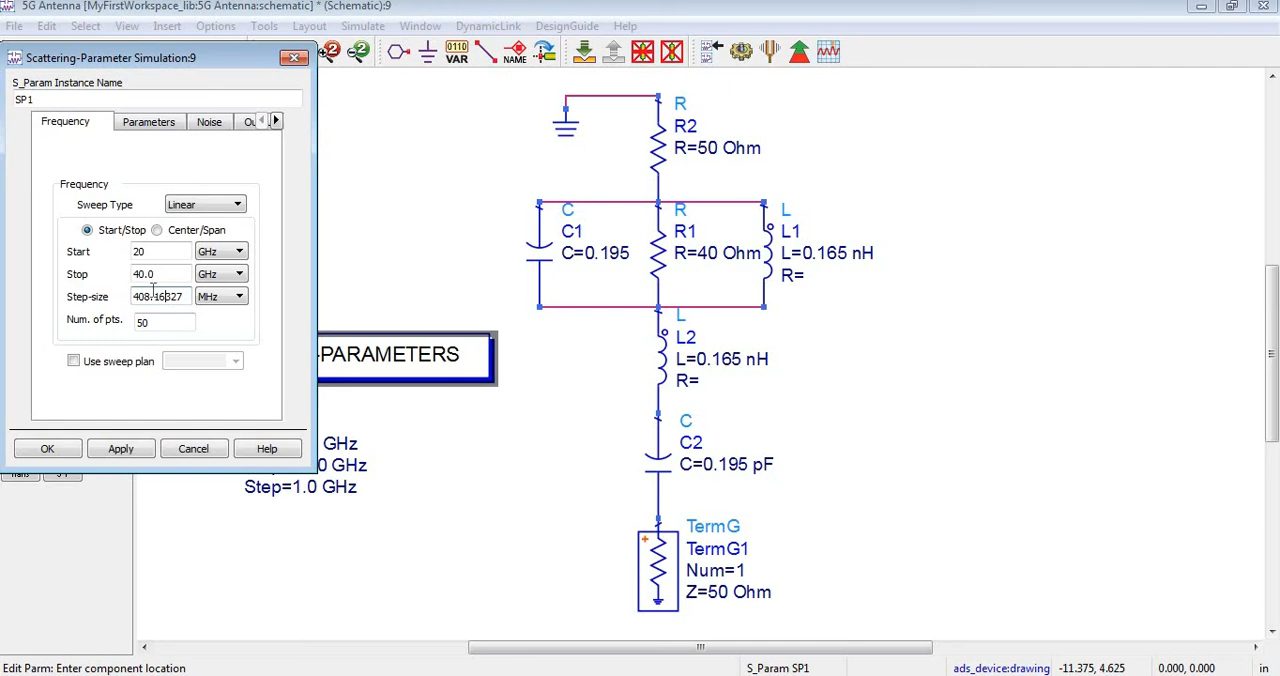 5G Antenna [MyFirstWorkspace_lib:5G Antenna:schematic] * (Schematic):9
File Edit Select View Insert Options Tools Layout Simulate Window DynamicLink DesignGuide Help
Scattering-Parameter Simulation:9
S_Param Instance Name
SP1
Frequency Parameters Noise
Frequency
Sweep Type Linear
Start/Stop Center/Span
Start 20 GHz
Stop 40.0 GHz
Step-size 408.16327 MHz
Num. of pts. 50
Use sweep plan
OK Apply Cancel Help
2 2
0110
VAR
NAME
R
R2
R=50 Ohm
C
C1
C=0.195
R
R1
R=40 Ohm
L
L1
L=0.165 nH
R=
L
L2
L=0.165 nH
R=
-PARAMETERS
C
C2
C=0.195 pF
GHz
0 GHz
Step=1.0 GHz
TermG
TermG1
Num=1
Z=50 Ohm
Edit Parm: Enter component location
S_Param SP1
ads_device:drawing
-11.375, 4.625
0.000, 0.000
in